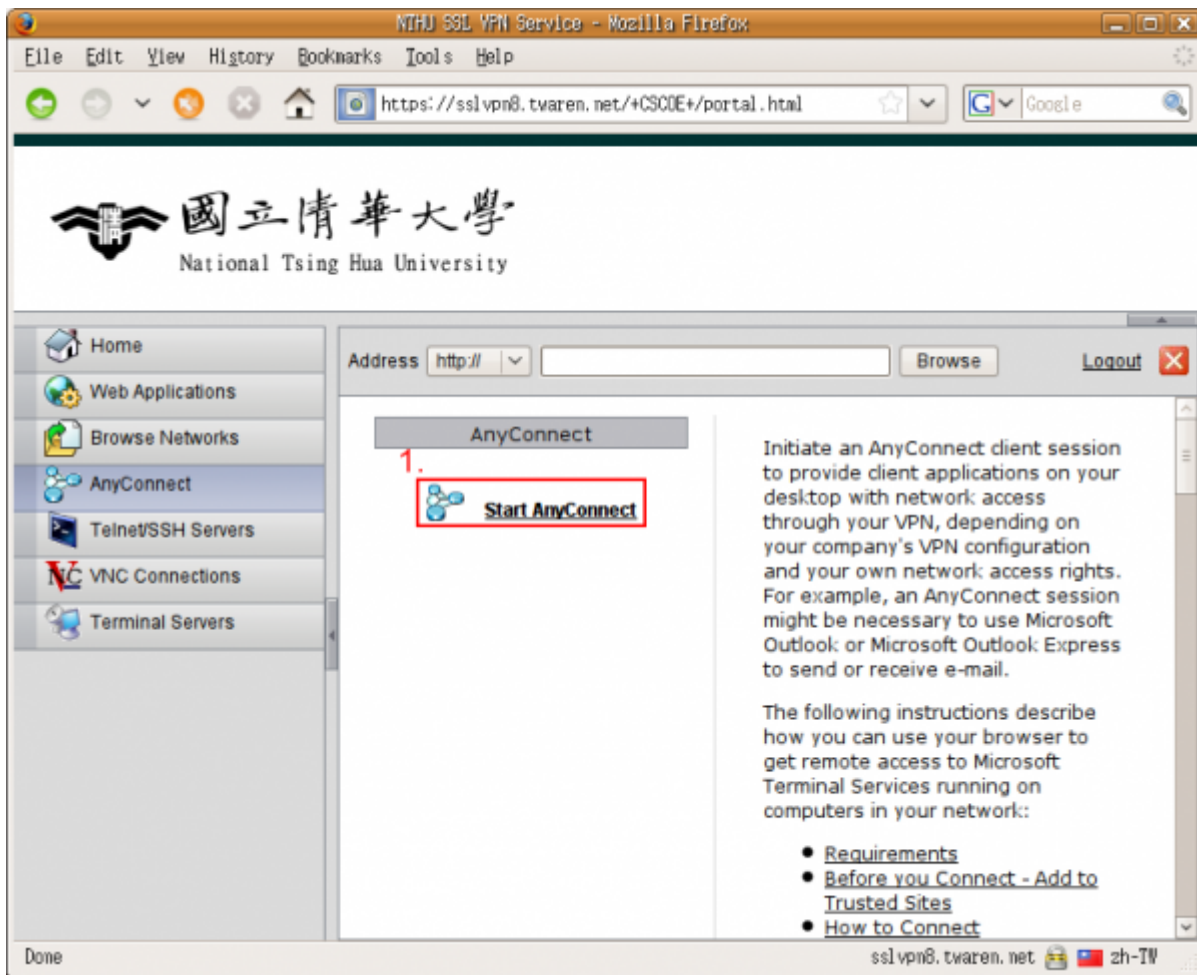 NTHU SSL VPN Service - Mozilla Firefox
File Edit View History Bookmarks Tools Help
https://sslvpn8.twaren.net/+CSCOE+/portal.html
G Google
國立清華大學
National Tsing Hua University
Home
Web Applications
Browse Networks
AnyConnect
Telnet/SSH Servers
VNC VNC Connections
Terminal Servers
Address http:// Browse Logout
AnyConnect
1.
Start AnyConnect
Initiate an AnyConnect client session
to provide client applications on your
desktop with network access
through your VPN, depending on
your company's VPN configuration
and your own network access rights.
For example, an AnyConnect session
might be necessary to use Microsoft
Outlook or Microsoft Outlook Express
to send or receive e-mail.
The following instructions describe
how you can use your browser to
get remote access to Microsoft
Terminal Services running on
computers in your network:
Requirements
Before you Connect - Add to
Trusted Sites
How to Connect
Done
sslvpn8.twaren.net zh-TW